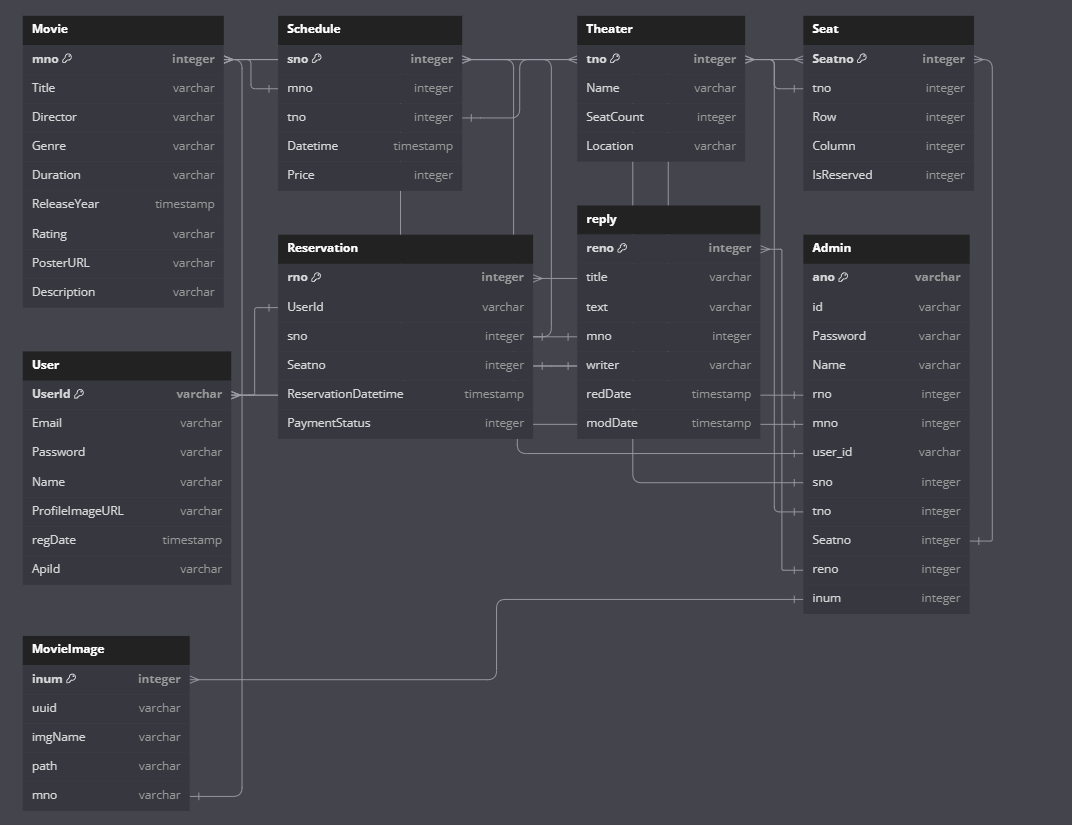 Movie
mno integer
Title varchar
Director varchar
Genre varchar
Duration varchar
ReleaseYear timestamp
Rating varchar
PosterURL varchar
Description varchar
Schedule
sno integer
mno integer
tno integer
Datetime timestamp
Price integer
Theater
tno integer
Name varchar
SeatCount integer
Location varchar
Seat
Seatno integer
tno integer
Row integer
Column integer
IsReserved integer
Reservation
rno integer
UserId varchar
sno integer
Seatno integer
ReservationDatetime timestamp
PaymentStatus integer
reply
reno integer
title varchar
text varchar
mno integer
writer varchar
redDate timestamp
modDate timestamp
Admin
ano varchar
id varchar
Password varchar
Name varchar
rno integer
mno integer
user_id varchar
sno integer
tno integer
Seatno integer
reno integer
inum integer
User
UserId varchar
Email varchar
Password varchar
Name varchar
ProfileImageURL varchar
regDate timestamp
ApiId varchar
MovieImage
inum integer
uuid varchar
imgName varchar
path varchar
mno varchar